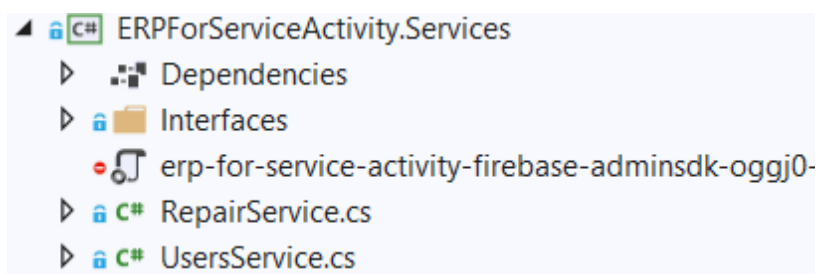 C# ERPForServiceActivity.Services
Dependencies
Interfaces
erp-for-service-activity-firebase-adminsdk-oggj0-
C# RepairService.cs
C# UsersService.cs